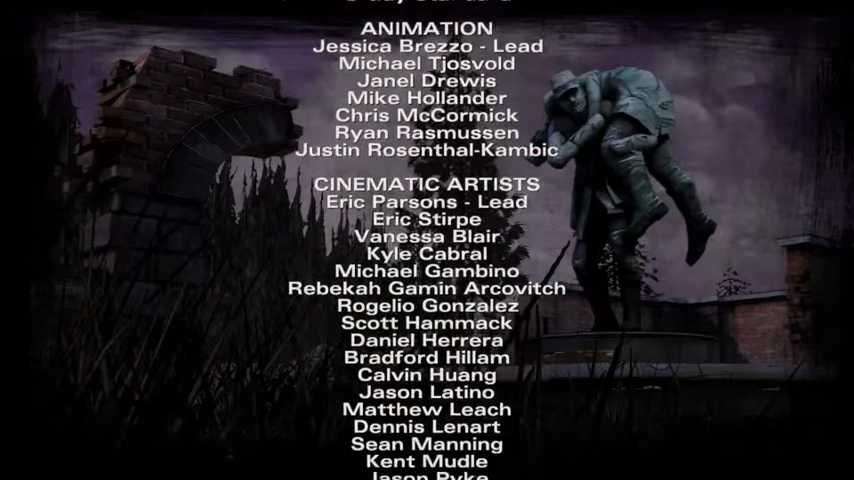 ANIMATION
Jessica Brezzo - Lead
Michael Tjosvold
Janel Drewis
Mike Hollander
Chris McCormick
Ryan Rasmussen
Justin Rosenthal-Kambic
CINEMATIC ARTISTS
Eric Parsons - Lead
Eric Stirpe
Vanessa Blair
Kyle Cabral
Michael Gambino
Rebekah Gamin Arcovitch
Rogelio Gonzalez
Scott Hammack
Daniel Herrera
Bradford Hillam
Calvin Huang
Jason Latino
Matthew Leach
Dennis Lenart
Sean Manning
Kent Mudle
Jason Pyke